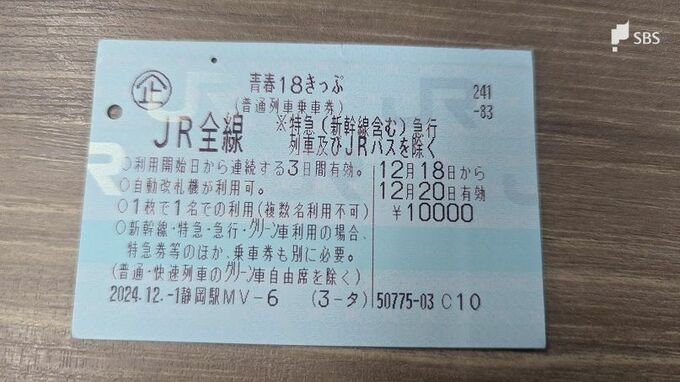 SBS
企 青春18きっぷ 241
(普通列車乗車券) -83
JR全線 ※特急(新幹線含む)急行
列車及びJRバスを除く
○利用開始日から連続する3日間有効。 12月18日から
○自動改札機が利用可。 12月20日有効
○1枚で1名での利用(複数名利用不可) ￥10000
○新幹線・特急・急行・グリーン車利用の場合、
特急券等のほか、乗車券も別に必要。
(普通・快速列車のグリーン車自由席を除く)
2024.12.-1静岡駅MV-6 (3-タ) 50775-03 C10